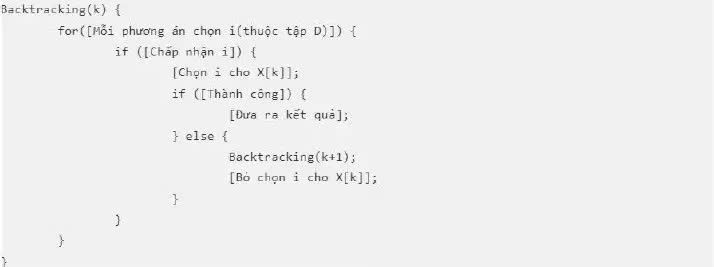 Backtracking(k) {
for([Mỗi phương án chọn i(thuộc tập D)]) {
if ([Chấp nhận i]) {
[Chọn i cho X[k]];
if ([Thành công]) {
[Đưa ra kết quả];
} else {
Backtracking(k+1);
[Bỏ chọn i cho X[k]];
}
}
}
}